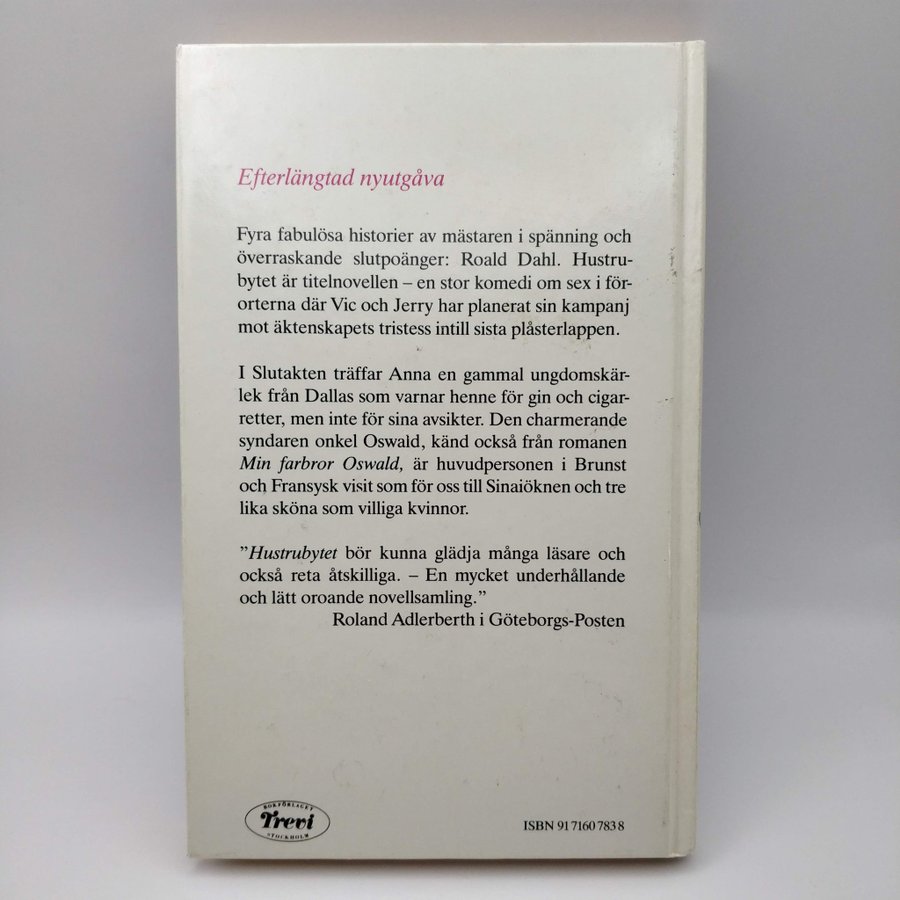 Efterlängtad nyutgåva
Fyra fabulösa historier av mästaren i spänning och
överraskande slutpoänger: Roald Dahl. Hustru-
bytet är titelnovellen – en stor komedi om sex i för-
orterna där Vic och Jerry har planerat sin kampanj
mot äktenskapets tristess intill sista plåsterlappen.
I Slutakten träffar Anna en gammal ungdomskär-
lek från Dallas som varnar henne för gin och cigar-
retter, men inte för sina avsikter. Den charmerande
syndaren onkel Oswald, känd också från romanen
Min farbror Oswald, är huvudpersonen i Brunst
och Fransysk visit som för oss till Sinaiöknen och tre
lika sköna som villiga kvinnor.
”Hustrubytet bör kunna glädja många läsare och
också reta åtskilliga. – En mycket underhållande
och lätt oroande novellsamling.”
Roland Adlerberth i Göteborgs-Posten
BOKFÖRLAGET
Trevi
STOCKHOLM
ISBN 91 7160 783 8